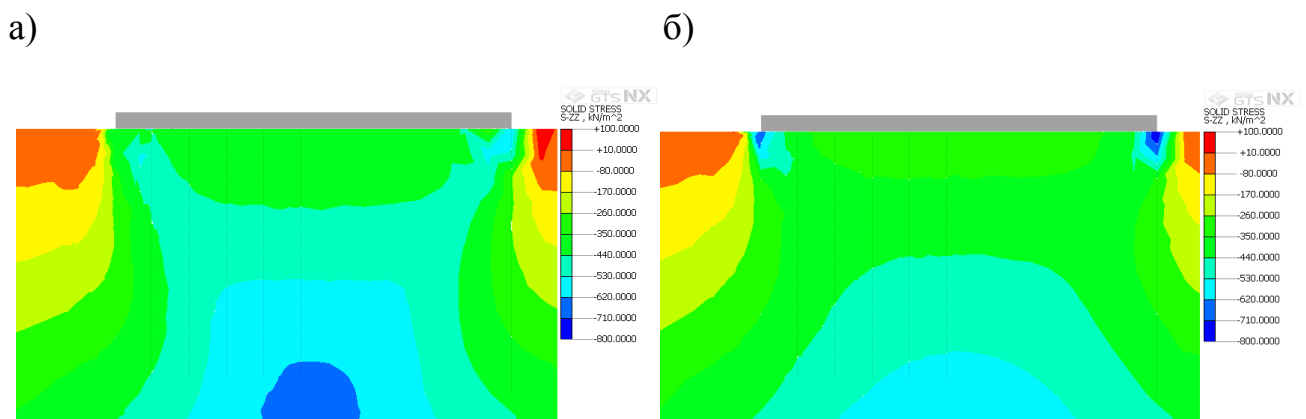 а)
б)
midas
GTS NX
SOLID STRESS
S-ZZ , kN/m^2
+100.0000
+10.0000
-80.0000
-170.0000
-260.0000
-350.0000
-440.0000
-530.0000
-620.0000
-710.0000
-800.0000
midas
GTS NX
SOLID STRESS
S-ZZ , kN/m^2
+100.0000
+10.0000
-80.0000
-170.0000
-260.0000
-350.0000
-440.0000
-530.0000
-620.0000
-710.0000
-800.0000